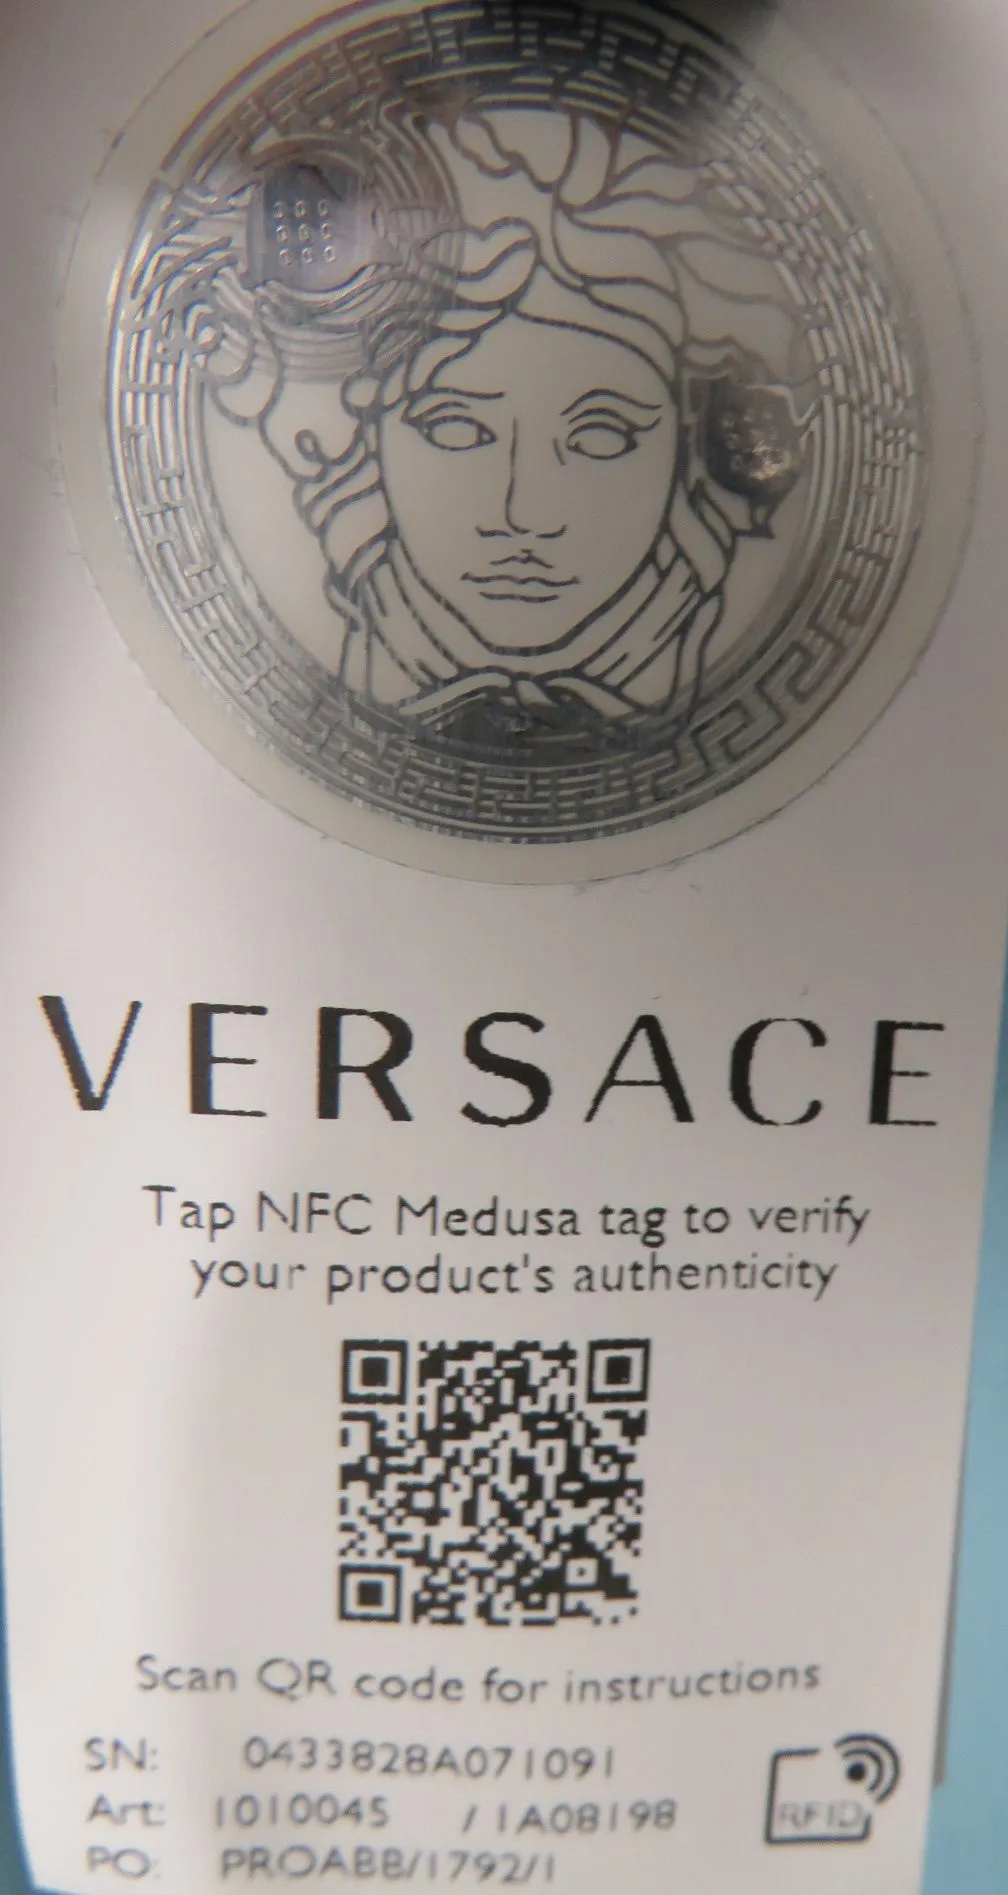 VERSACE
Tap NFC Medusa tag to verify
your product's authenticity
Scan QR code for instructions
SN: 0433828A071091
Art: 1010045 / 1A08198
PO: PROABB/1792/1
RFID